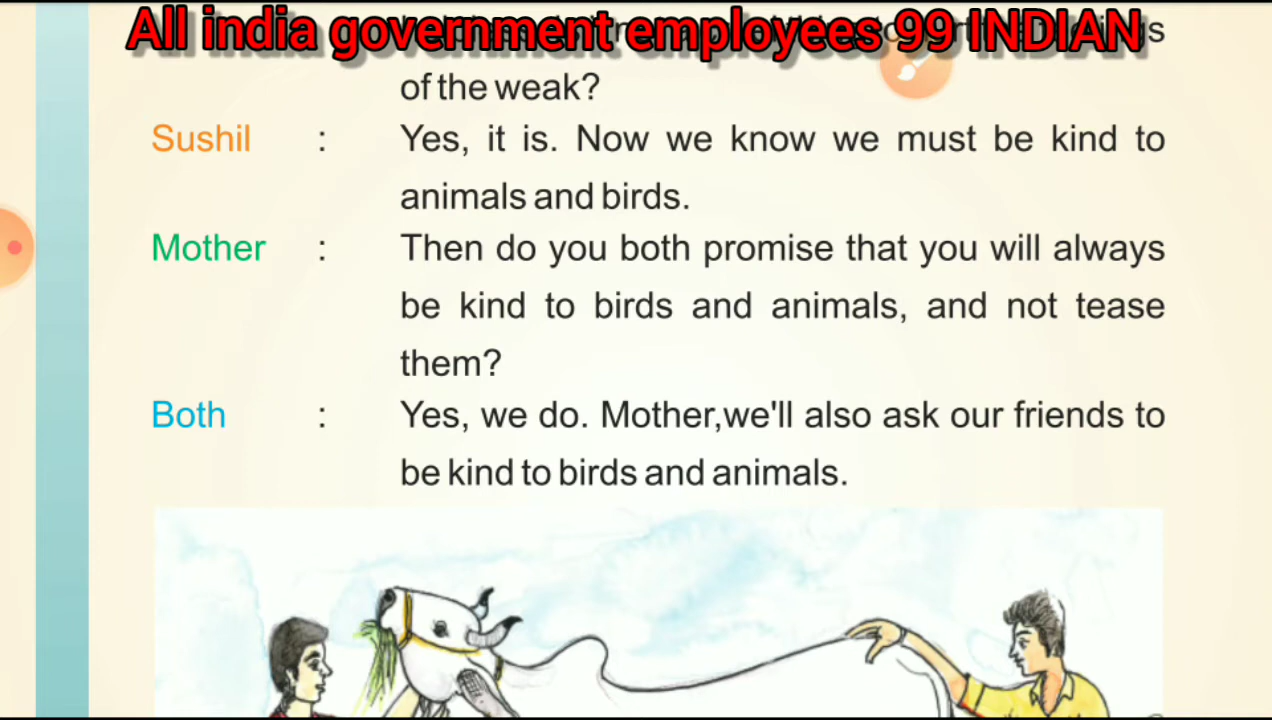 All india government employees 99 INDIAN
of the weak?
Sushil : Yes, it is. Now we know we must be kind to
animals and birds.
Mother : Then do you both promise that you will always
be kind to birds and animals, and not tease
them?
Both : Yes, we do. Mother,we'll also ask our friends to
be kind to birds and animals.